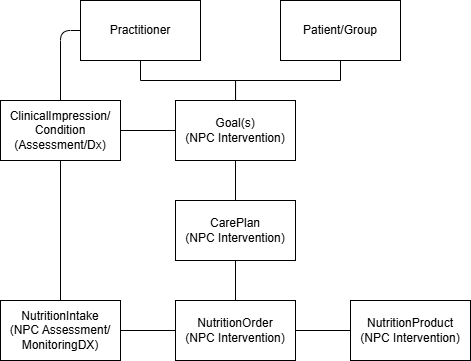 Practitioner
Patient/Group
ClinicalImpression/
Condition
(Assessment/Dx)
Goal(s)
(NPC Intervention)
CarePlan
(NPC Intervention)
NutritionIntake
(NPC Assessment/
MonitoringDX)
NutritionOrder
(NPC Intervention)
NutritionProduct
(NPC Intervention)